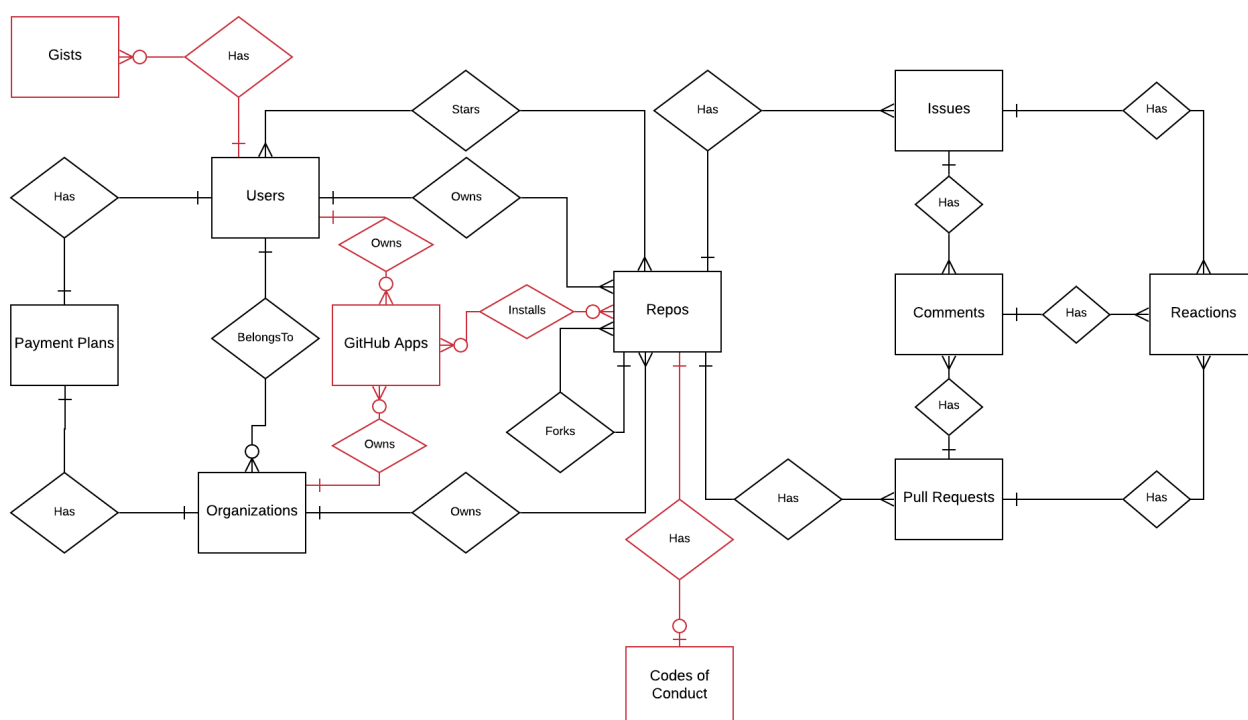 Gists
Has
Stars
Has
Issues
Has
Has
Users
Owns
Has
Owns
Installs
Repos
Comments
Has
Reactions
Payment Plans
BelongsTo
GitHub Apps
Forks
Has
Owns
Has
Organizations
Owns
Has
Pull Requests
Has
Has
Codes of
Conduct